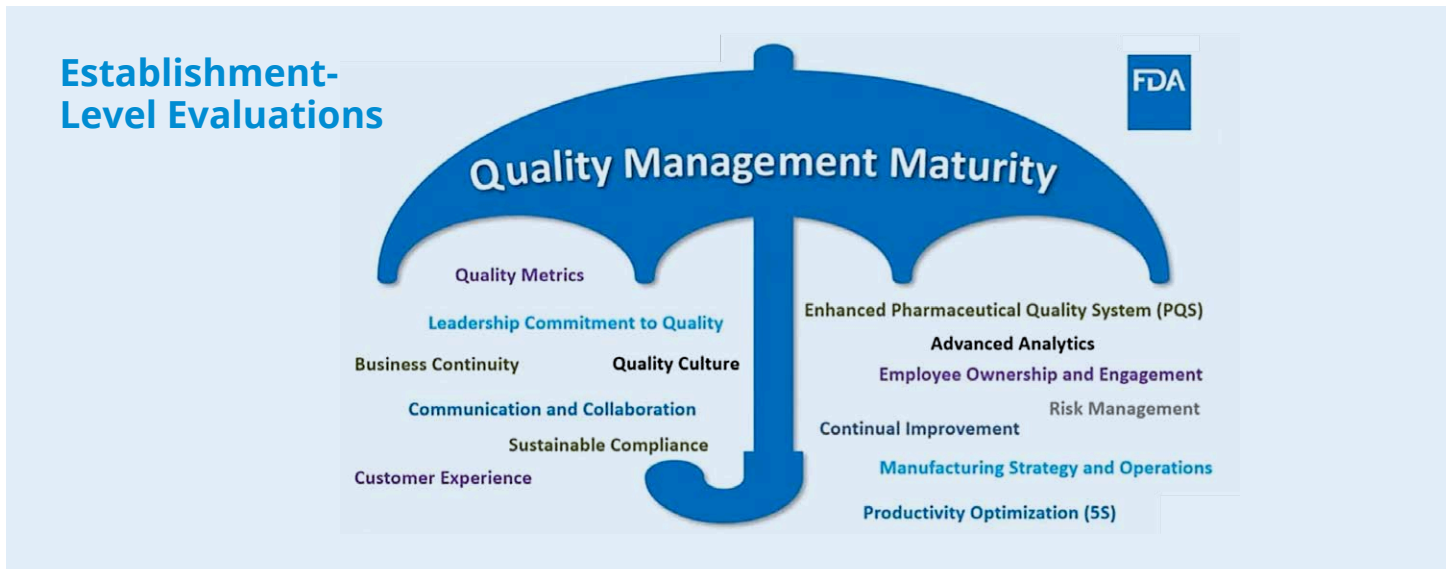 Establishment-
Level Evaluations
FDA
Quality Management Maturity
Quality Metrics
Leadership Commitment to Quality
Business Continuity
Quality Culture
Communication and Collaboration
Sustainable Compliance
Customer Experience
Enhanced Pharmaceutical Quality System (PQS)
Advanced Analytics
Employee Ownership and Engagement
Risk Management
Continual Improvement
Manufacturing Strategy and Operations
Productivity Optimization (5S)